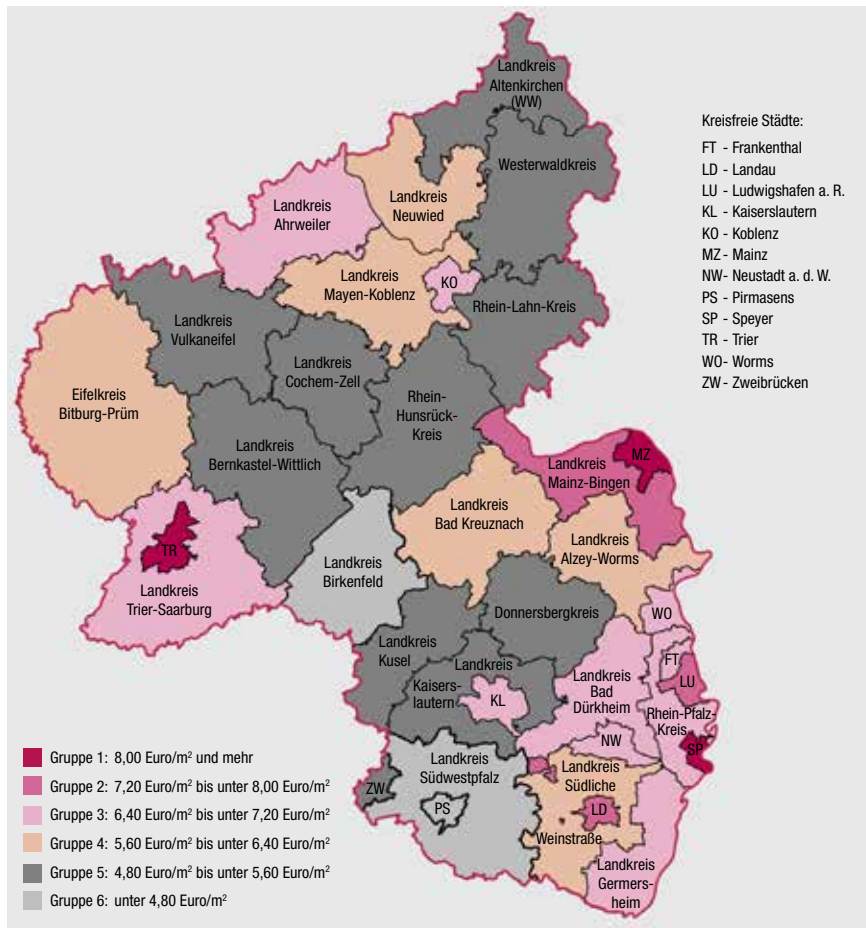 Landkreis
Altenkirchen
(WW)
Westerwaldkreis
Landkreis
Neuwied
Landkreis
Ahrweiler
Landkreis
Mayen-Koblenz
KO
Rhein-Lahn-Kreis
Landkreis
Vulkaneifel
Landkreis
Cochem-Zell
Eifelkreis
Bitburg-Prüm
Rhein-
Hunsrück-
Kreis
Landkreis
Bernkastel-Wittlich
Landkreis
Mainz-Bingen
MZ
Landkreis
Bad Kreuznach
Landkreis
Alzey-Worms
TR
Landkreis
Trier-Saarburg
Landkreis
Birkenfeld
Donnersbergkreis
WO
Landkreis
Kusel
Landkreis
Kaisers-
lautern
KL
Landkreis
Bad
Dürkheim
FT
LU
Rhein-Pfalz-
Kreis
NW
SP
Landkreis
Südwestpfalz
ZW
PS
Landkreis
Südliche
LD
Weinstraße
Landkreis
Germers-
heim
Kreisfreie Städte:
FT - Frankenthal
LD - Landau
LU - Ludwigshafen a. R.
KL - Kaiserslautern
KO - Koblenz
MZ - Mainz
NW- Neustadt a. d. W.
PS - Pirmasens
SP - Speyer
TR - Trier
WO- Worms
ZW - Zweibrücken
Gruppe 1: 8,00 Euro/m² und mehr
Gruppe 2: 7,20 Euro/m² bis unter 8,00 Euro/m²
Gruppe 3: 6,40 Euro/m² bis unter 7,20 Euro/m²
Gruppe 4: 5,60 Euro/m² bis unter 6,40 Euro/m²
Gruppe 5: 4,80 Euro/m² bis unter 5,60 Euro/m²
Gruppe 6: unter 4,80 Euro/m²